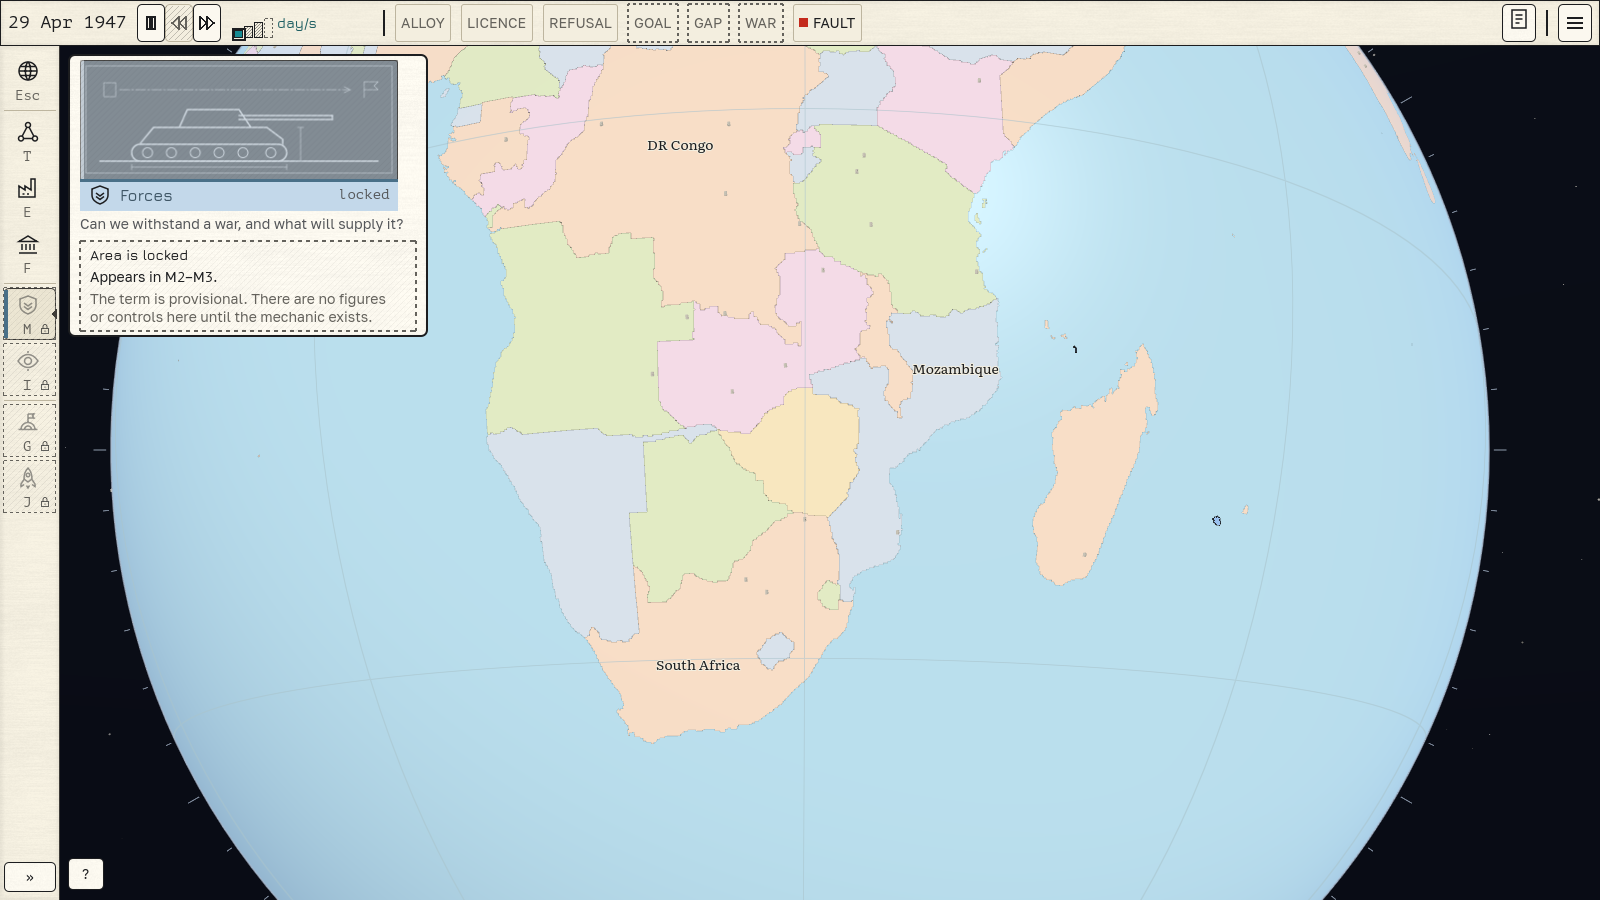 29 Apr 1947
day/s
ALLOY
LICENCE
REFUSAL
GOAL
GAP
WAR
FAULT
Esc
T
E
F
M
I
G
J
»
?
Forces
locked
Can we withstand a war, and what will supply it?
Area is locked
Appears in M2–M3.
The term is provisional. There are no figures
or controls here until the mechanic exists.
DR Congo
Mozambique
South Africa